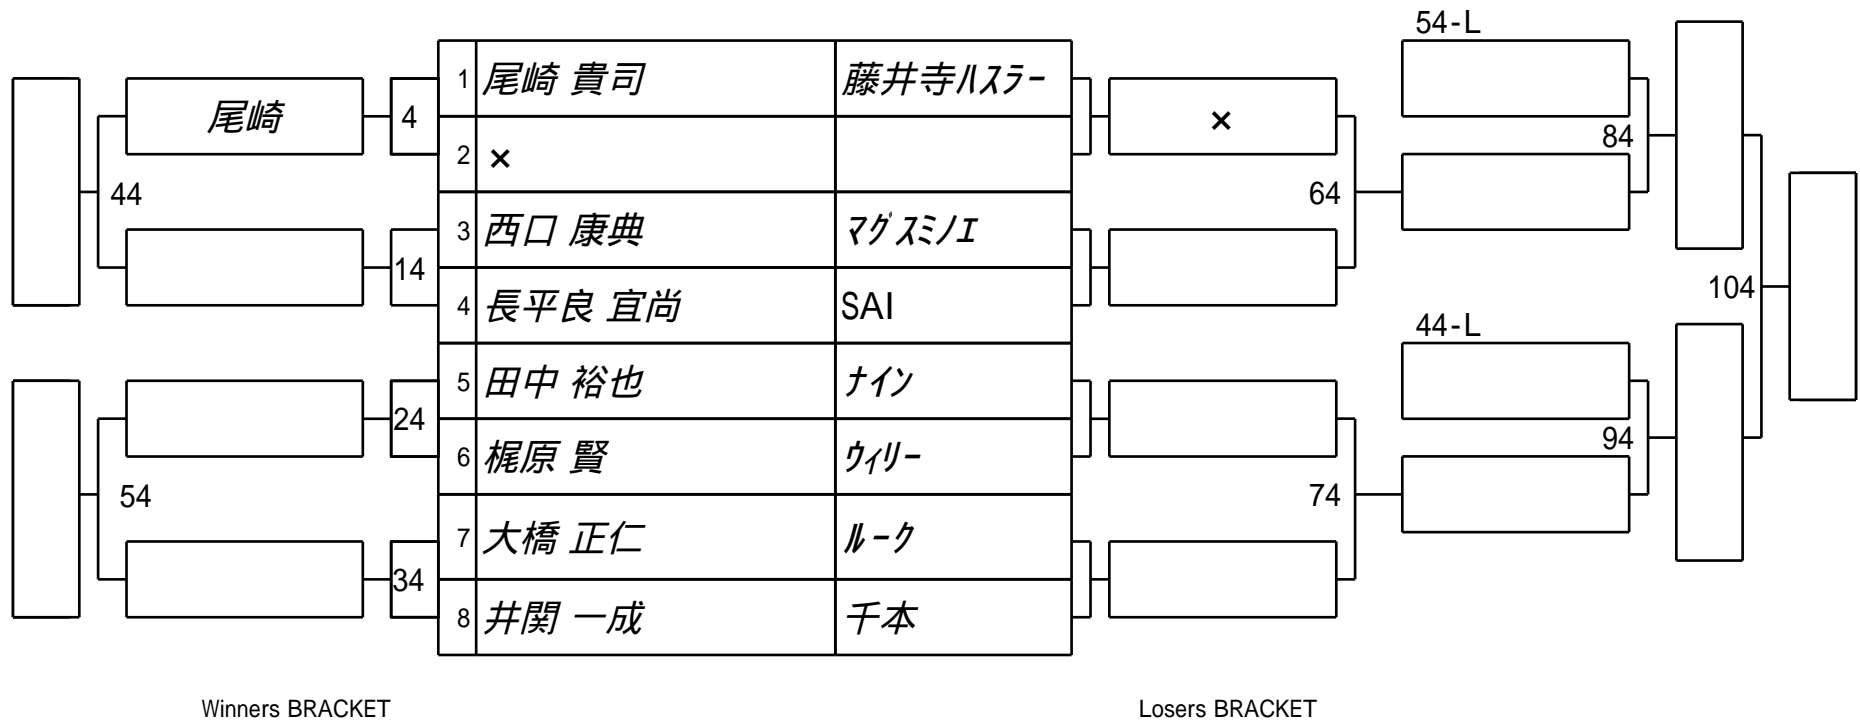 54-L
1 尾崎 貴司 藤井寺ﾊｽﾗｰ
尾崎 4 × 84
2 ×
44 64
3 西口 康典 ﾏｸﾞｽﾐﾉｴ
14 104
4 長平良 宜尚 SAI
44-L
5 田中 裕也 ﾅｲﾝ
24 94
6 梶原 賢 ｳｨﾘｰ
54 74
7 大橋 正仁 ﾙｰｸ
34
8 井関 一成 千本
Winners BRACKET Losers BRACKET